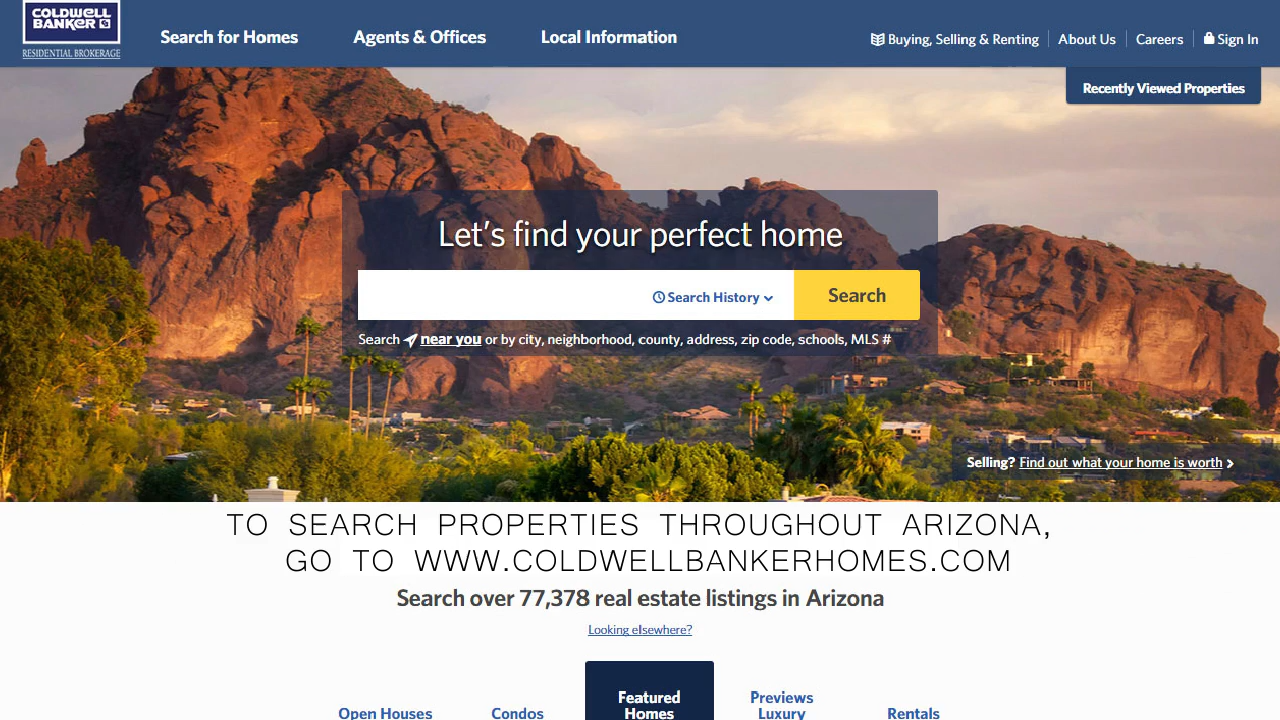 COLDWELL
BANKER
RESIDENTIAL BROKERAGE
Search for Homes
Agents & Offices
Local Information
Buying, Selling & Renting
About Us
Careers
Sign In
Recently Viewed Properties
Let's find your perfect home
Search History
Search
Search near you or by city, neighborhood, county, address, zip code, schools, MLS #
Selling? Find out what your home is worth
TO SEARCH PROPERTIES THROUGHOUT ARIZONA,
GO TO WWW.COLDWELLBANKERHOMES.COM
Search over 77,378 real estate listings in Arizona
Looking elsewhere?
Open Houses
Condos
Featured
Homes
Previews
Luxury
Rentals